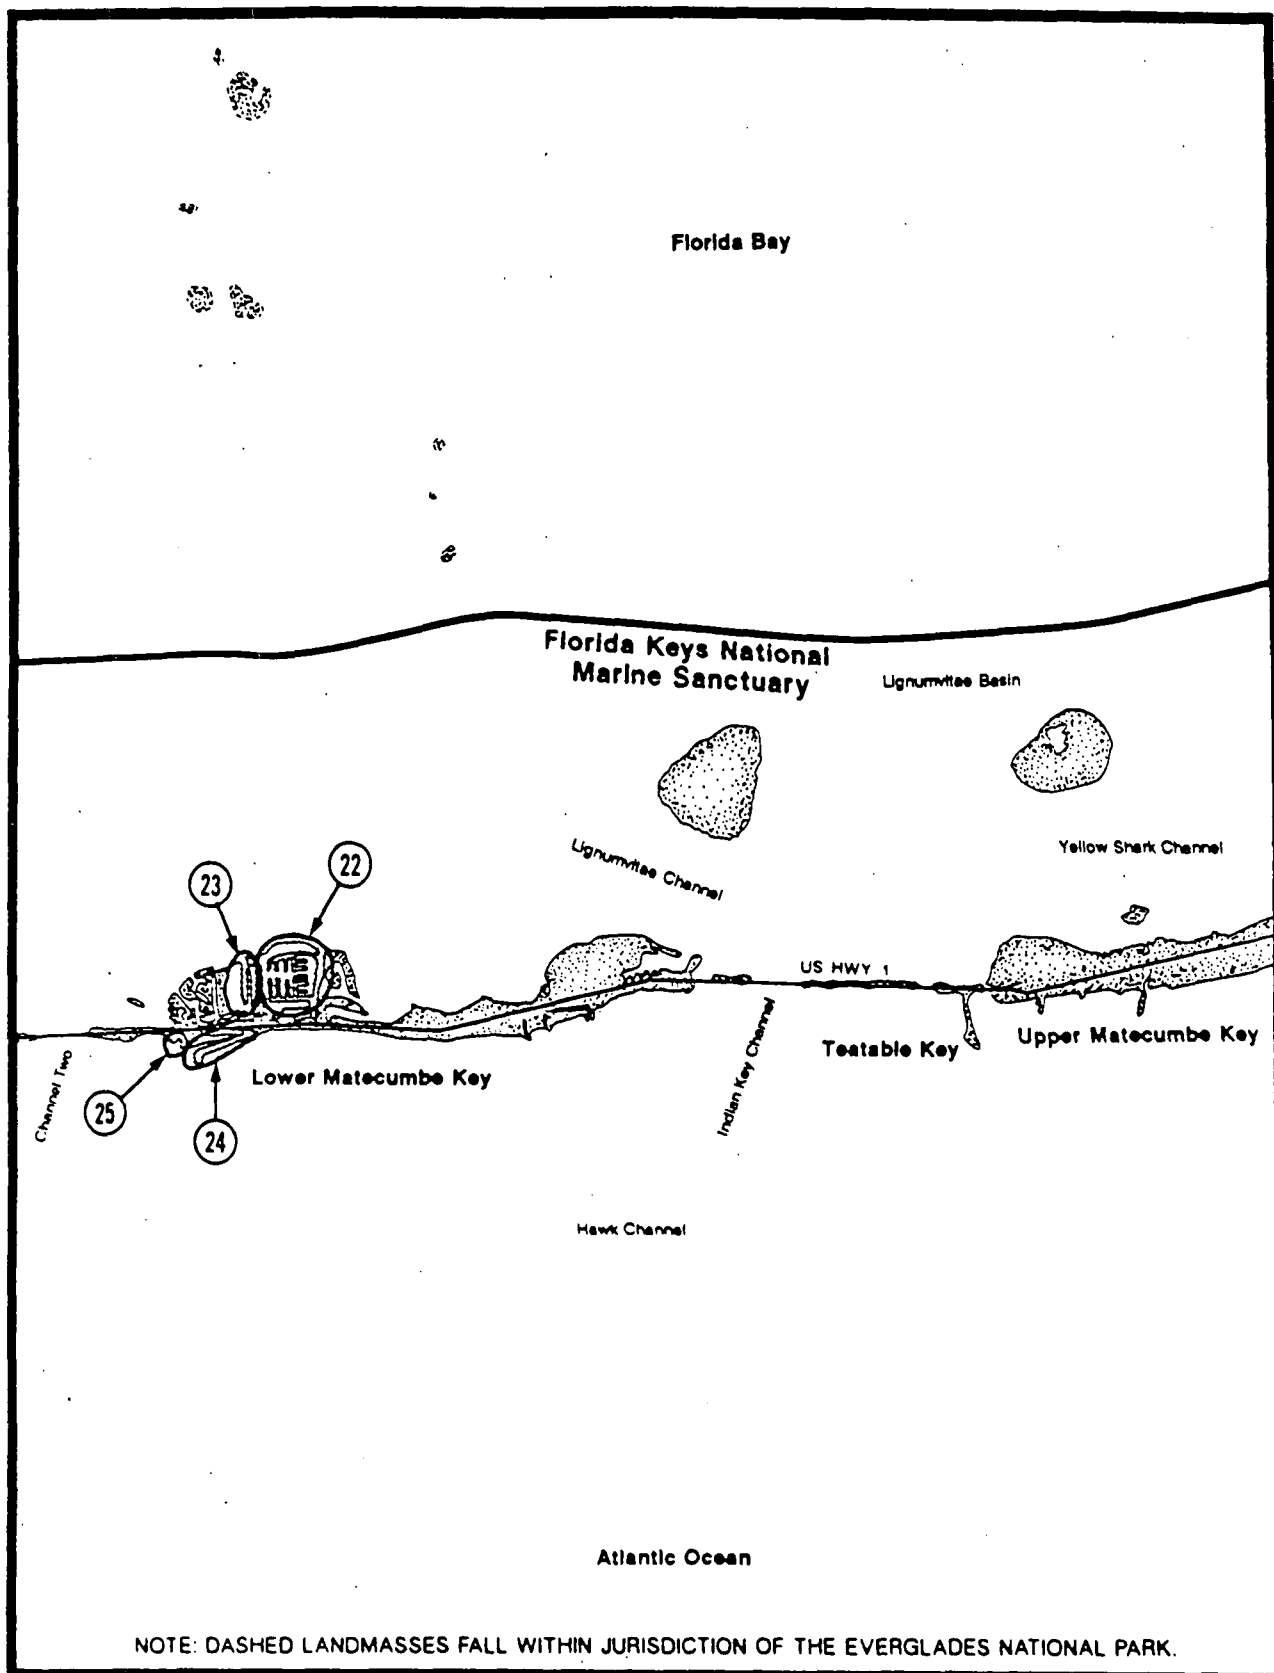 Florida Bay
Florida Keys National
Marine Sanctuary
Lignumvitae Basin
Lignumvitae Channel
Yellow Shark Channel
22
23
US HWY 1
Channel Two
Indian Key Channel
Teatable Key
Upper Matecumbe Key
Lower Matecumbe Key
25
24
Hawk Channel
Atlantic Ocean
NOTE: DASHED LANDMASSES FALL WITHIN JURISDICTION OF THE EVERGLADES NATIONAL PARK.